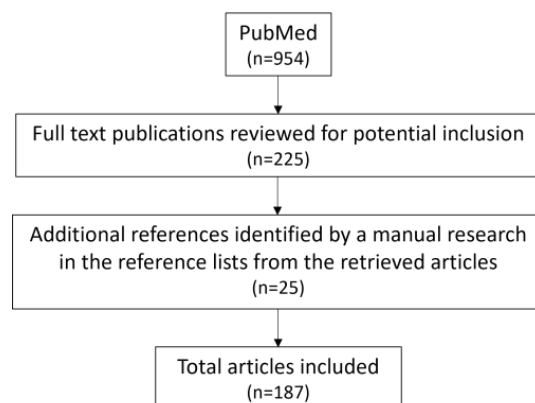 PubMed
(n=954)
Full text publications reviewed for potential inclusion
(n=225)
Additional references identified by a manual research
in the reference lists from the retrieved articles
(n=25)
Total articles included
(n=187)